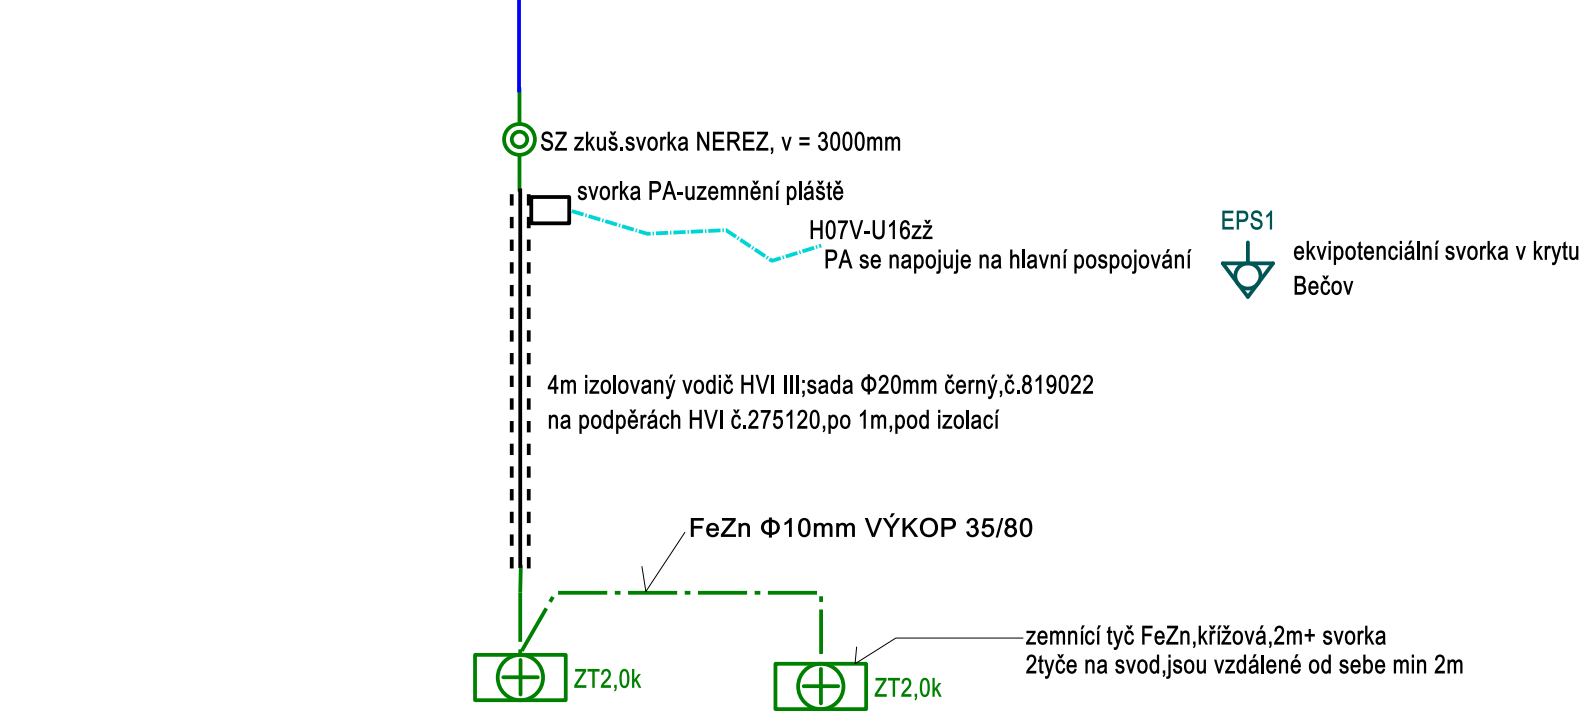 SZ zkuš.svorka NEREZ, v = 3000mm
svorka PA-uzemnění pláště
H07V-U16zž
PA se napojuje na hlavní pospojování
EPS1
ekvipotenciální svorka v krytu
Bečov
4m izolovaný vodič HVI III;sada Φ20mm černý,č.819022
na podpěrách HVI č.275120,po 1m,pod izolací
FeZn Φ10mm VÝKOP 35/80
zemnící tyč FeZn,křížová,2m+ svorka
2tyče na svod,jsou vzdálené od sebe min 2m
ZT2,0k
ZT2,0k